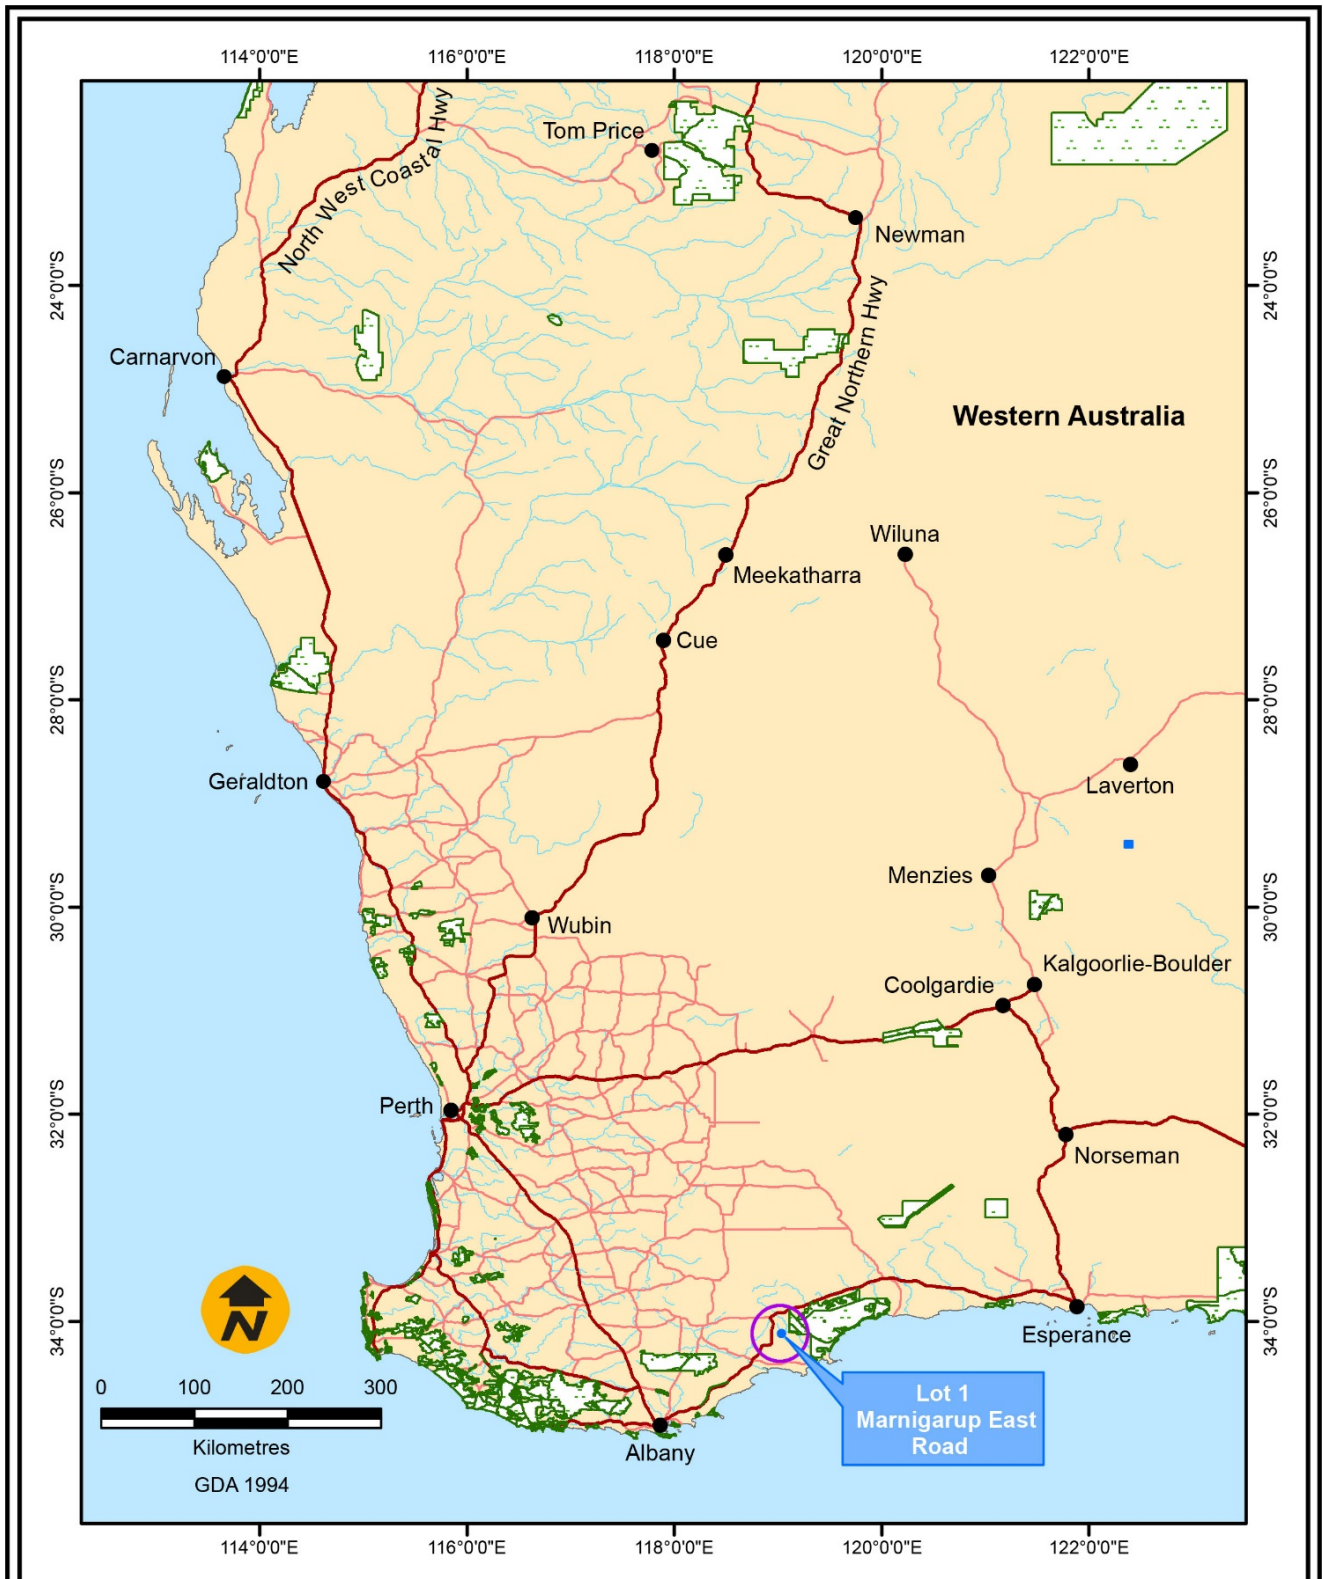 114°0'0"E 116°0'0"E 118°0'0"E 120°0'0"E 122°0'0"E
North West Coastal Hwy
Tom Price
Newman
24°0'0"S
24°0'0"S
Great Northern Hwy
Carnarvon
Western Australia
26°0'0"S
26°0'0"S
Wiluna
Meekatharra
Cue
28°0'0"S
28°0'0"S
Geraldton
Laverton
Menzies
30°0'0"S
30°0'0"S
Wubin
Kalgoorlie-Boulder
Coolgardie
Perth
32°0'0"S
32°0'0"S
Norseman
34°0'0"S
34°0'0"S
N
Esperance
0 100 200 300
Kilometres
GDA 1994
Lot 1
Marnigarup East
Road
Albany
114°0'0"E 116°0'0"E 118°0'0"E 120°0'0"E 122°0'0"E